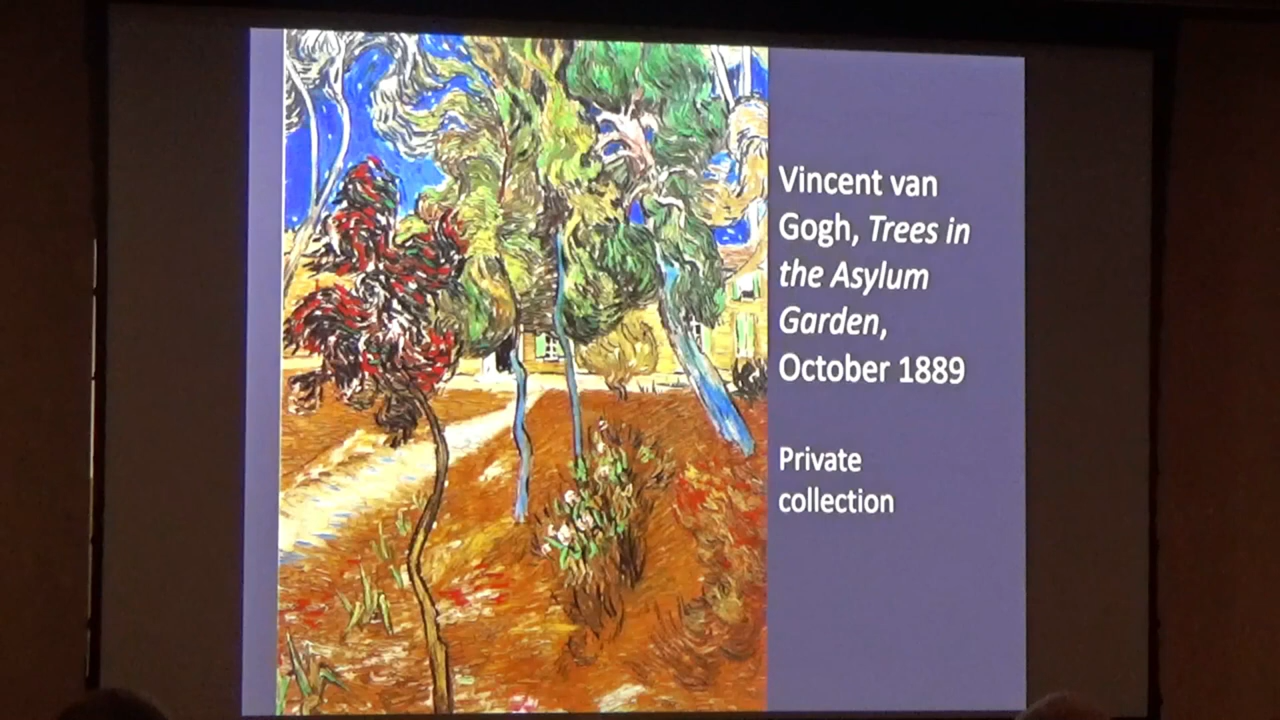 Vincent van
Gogh, Trees in
the Asylum
Garden,
October 1889
Private
collection